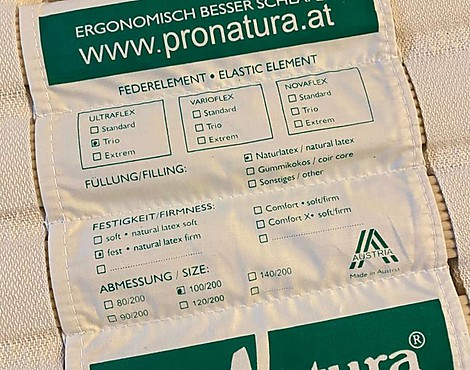 ERGONOMISCH BESSER
www.pronatura.at
FEDERELEMENT • ELASTIC ELEMENT
ULTRAFLEX
Standard
Trio
Extrem
VARIOFLEX
Standard
Trio
Extrem
NOVAFLEX
Standard
Trio
Extrem
FÜLLUNG/FILLING:
Naturlatex / natural latex
Gummikokos / coir core
Sonstiges / other
FESTIGKEIT/FIRMNESS:
soft • natural latex soft
fest • natural latex firm
Comfort • soft/firm
Comfort X• soft/firm
ABMESSUNG / SIZE:
80/200
90/200
100/200
120/200
140/200
AUSTRIA
Made in Austria